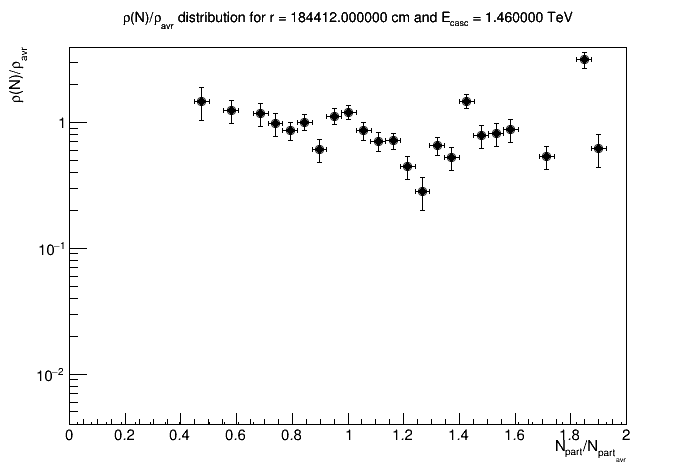 ρ(N)/ρavr distribution for r = 184412.000000 cm and Ecasc = 1.460000 TeV
ρ(N)/ρavr
1
10−1
10−2
0 0.2 0.4 0.6 0.8 1 1.2 1.4 1.6 1.8 2
Npart/Npartavr